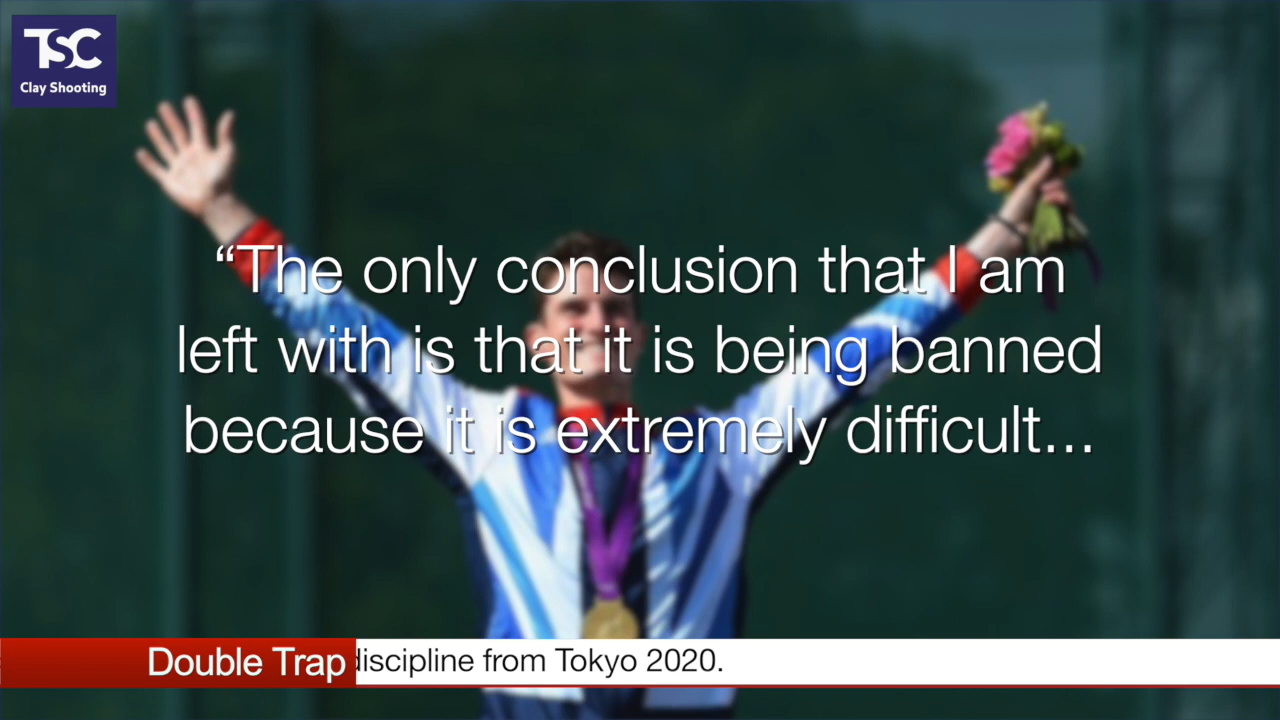 TSC
Clay Shooting
“The only conclusion that I am
left with is that it is being banned
because it is extremely difficult...
Double Trap
discipline from Tokyo 2020.